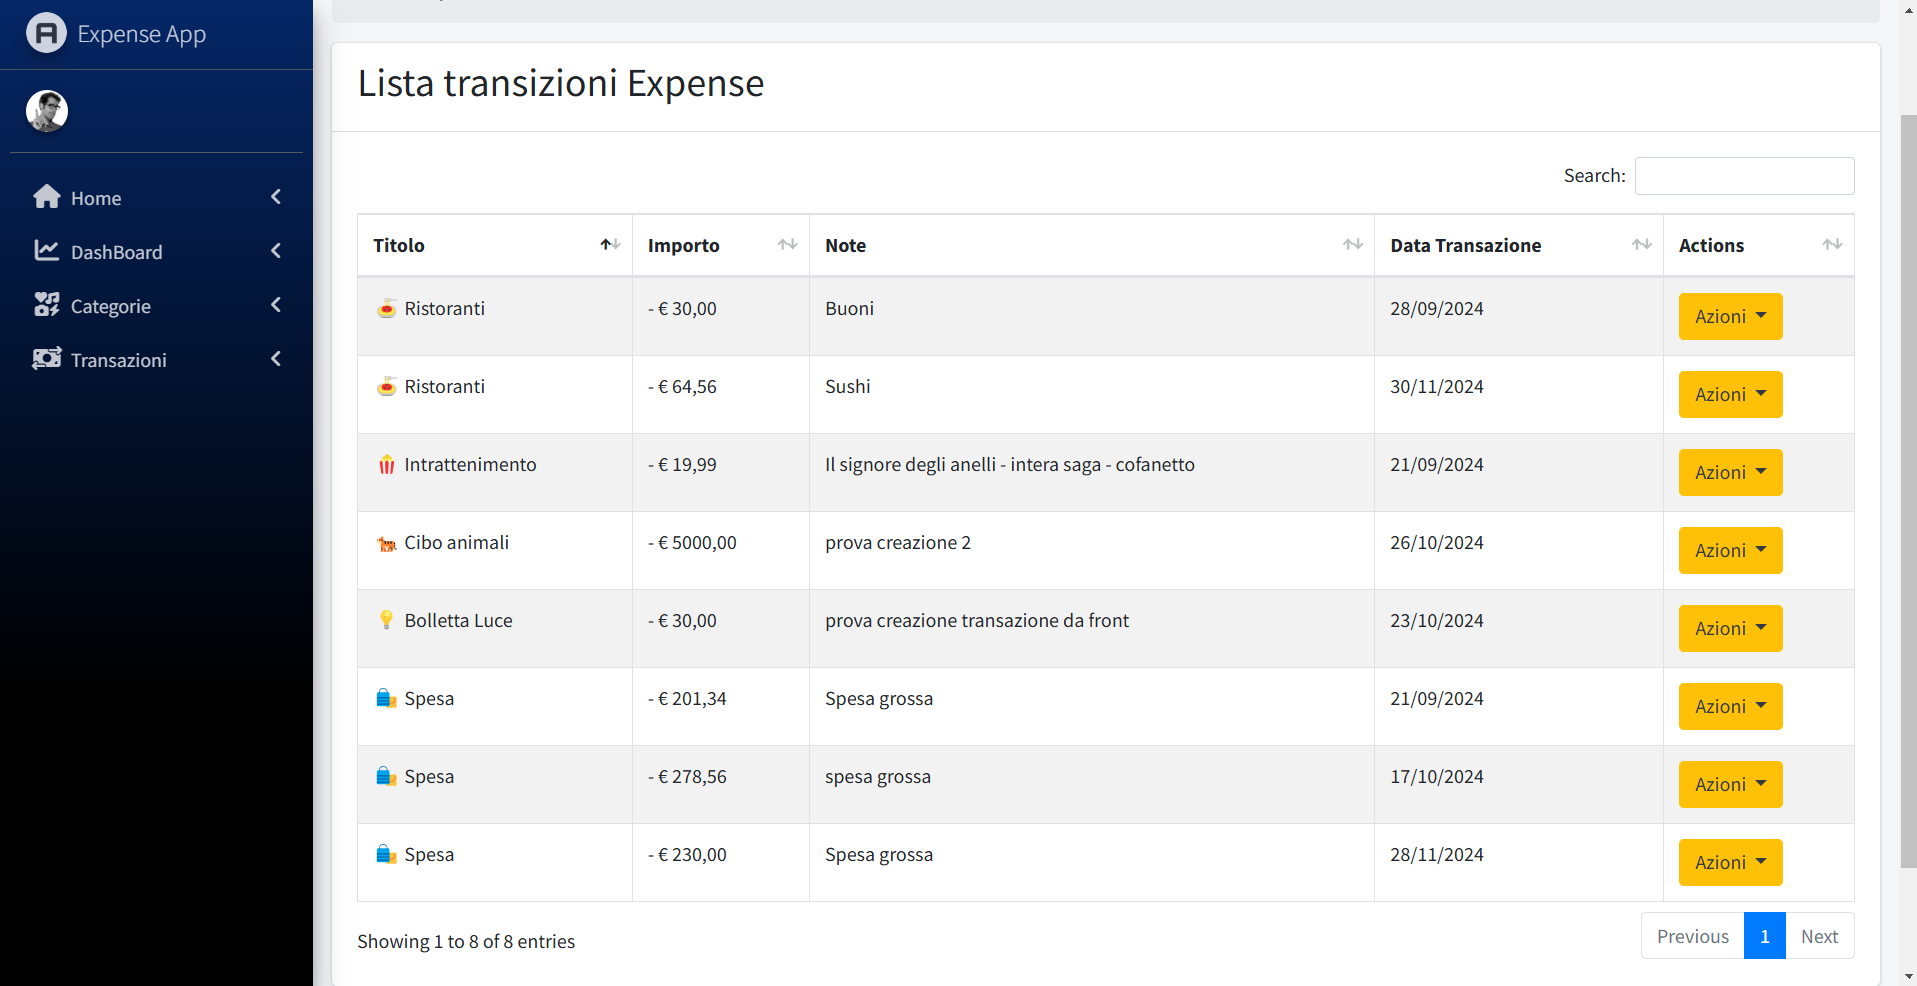 Expense App
Home
DashBoard
Categorie
Transazioni
Lista transizioni Expense
Search:
Titolo Importo Note Data Transazione Actions
Ristoranti - € 30,00 Buoni 28/09/2024 Azioni
Ristoranti - € 64,56 Sushi 30/11/2024 Azioni
Intrattenimento - € 19,99 Il signore degli anelli - intera saga - cofanetto 21/09/2024 Azioni
Cibo animali - € 5000,00 prova creazione 2 26/10/2024 Azioni
Bolletta Luce - € 30,00 prova creazione transazione da front 23/10/2024 Azioni
Spesa - € 201,34 Spesa grossa 21/09/2024 Azioni
Spesa - € 278,56 spesa grossa 17/10/2024 Azioni
Spesa - € 230,00 Spesa grossa 28/11/2024 Azioni
Showing 1 to 8 of 8 entries
Previous 1 Next